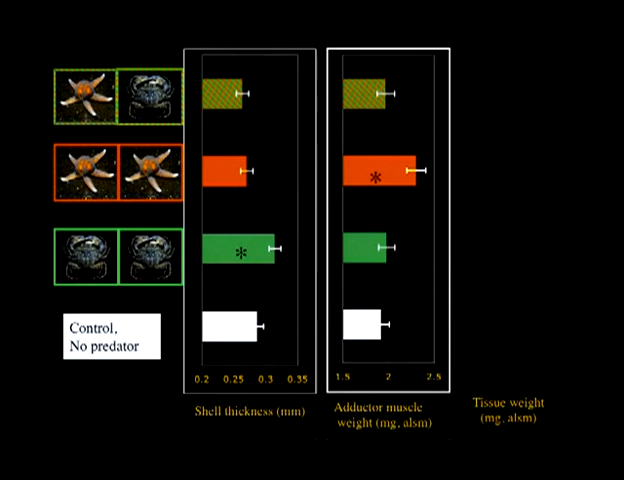 *
*
Control,
No predator
0.2 0.25 0.3 0.35
1.5 2 2.5
Shell thickness (mm)
Adductor muscle
weight (mg, alsm)
Tissue weight
(mg, alsm)